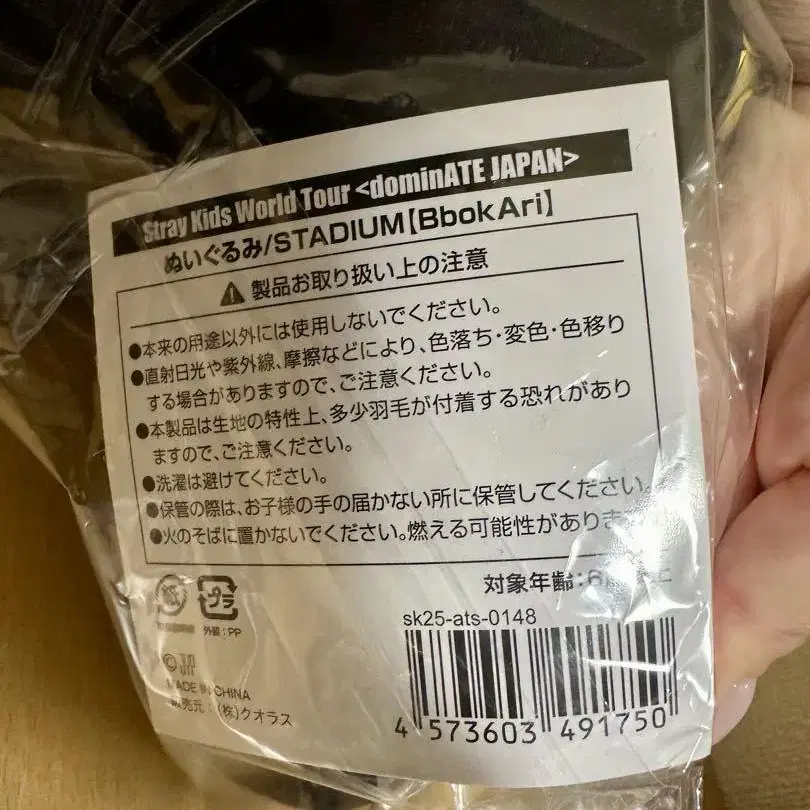 Stray Kids World Tour <dominATE JAPAN>
ぬいぐるみ/STADIUM【BbokAri】
製品お取り扱い上の注意
●本来の用途以外には使用しないでください。
●直射日光や紫外線、摩擦などにより、色落ち・変色・色移り
する場合がありますので、ご注意ください。
●本製品は生地の特性上、多少羽毛が付着する恐れがあり
ますので、ご注意ください。
●洗濯は避けてください。
●保管の際は、お子様の手の届かない所に保管してください。
●火のそばに置かないでください。燃える可能性がありま
対象年齢:6
プラ
外装:PP
sk25-ats-0148
©
MADE IN CHINA
販売元:(株)クオラス
4 573603 491750